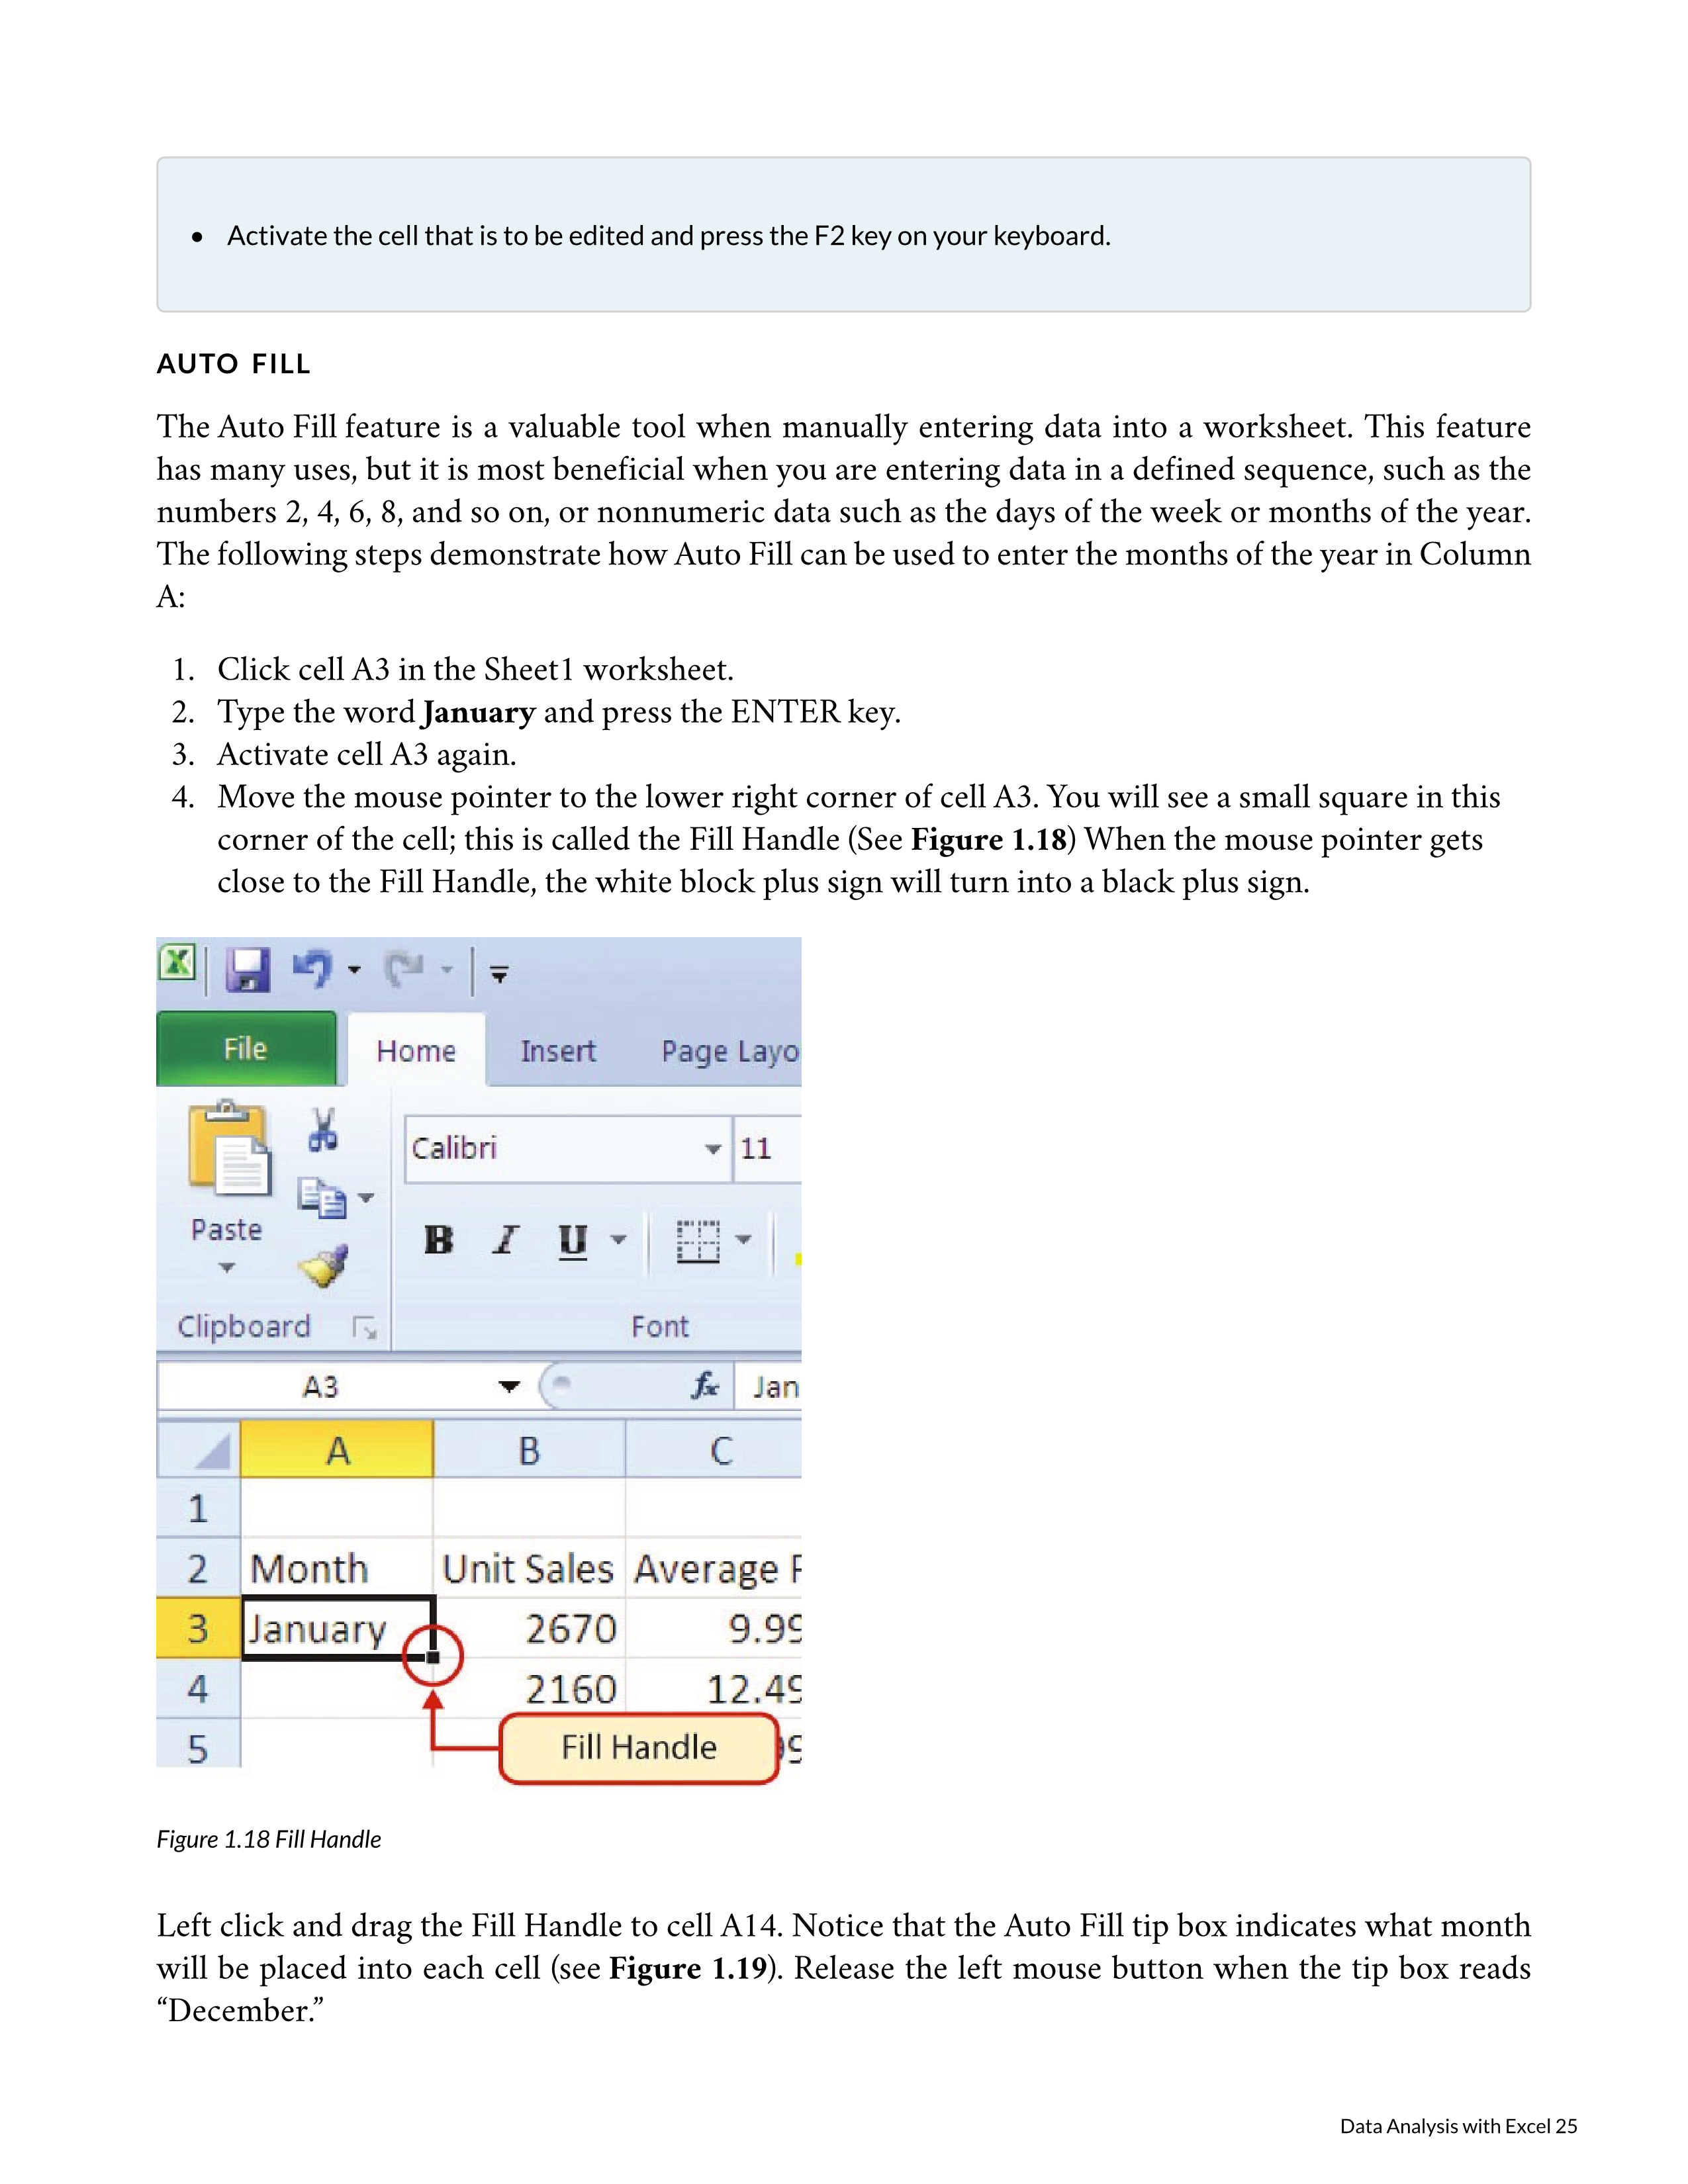 • Activate the cell that is to be edited and press the F2 key on your keyboard.
AUTO FILL
The Auto Fill feature is a valuable tool when manually entering data into a worksheet. This feature
has many uses, but it is most beneficial when you are entering data in a defined sequence, such as the
numbers 2, 4, 6, 8, and so on, or nonnumeric data such as the days of the week or months of the year.
The following steps demonstrate how Auto Fill can be used to enter the months of the year in Column
A:
1. Click cell A3 in the Sheet1 worksheet.
2. Type the word January and press the ENTER key.
3. Activate cell A3 again.
4. Move the mouse pointer to the lower right corner of cell A3. You will see a small square in this
corner of the cell; this is called the Fill Handle (See Figure 1.18) When the mouse pointer gets
close to the Fill Handle, the white block plus sign will turn into a black plus sign.
File Home Insert Page Layo
Calibri 11
Paste
B I U
Clipboard Font
A3 fx Jan
A B C
1
2 Month Unit Sales Average P
3 January 2670 9.99
4 2160 12.49
5 Fill Handle 99
Figure 1.18 Fill Handle
Left click and drag the Fill Handle to cell A14. Notice that the Auto Fill tip box indicates what month
will be placed into each cell (see Figure 1.19). Release the left mouse button when the tip box reads
“December.”
Data Analysis with Excel 25